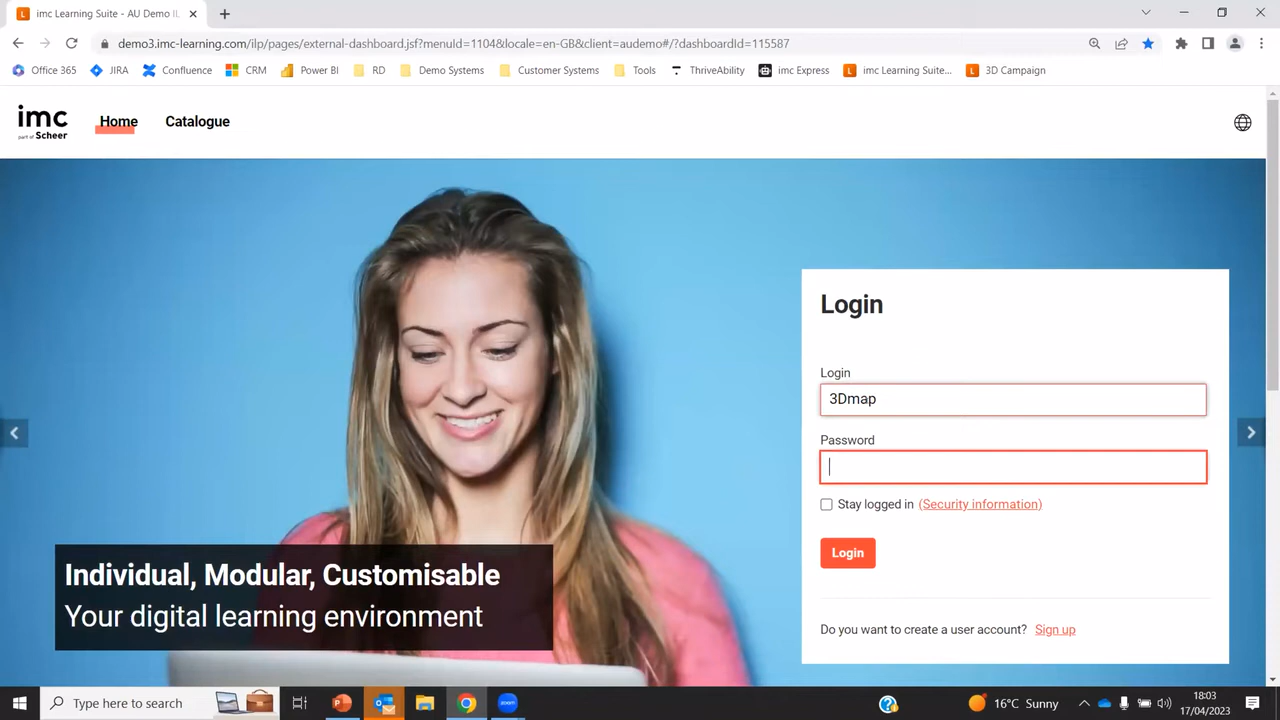 imc Learning Suite - AU Demo IL
demo3.imc-learning.com/ilp/pages/external-dashboard.jsf?menuId=1104&locale=en-GB&client=audemo#/?dashboardId=115587
Office 365 JIRA Confluence CRM Power BI RD Demo Systems Customer Systems Tools ThriveAbility imc Express imc Learning Suite... 3D Campaign
imc
part of Scheer
Home Catalogue
Login
Login
3Dmap
Password
Stay logged in (Security information)
Login
Do you want to create a user account? Sign up
Individual, Modular, Customisable
Your digital learning environment
Type here to search
16°C Sunny
18:03
17/04/2023